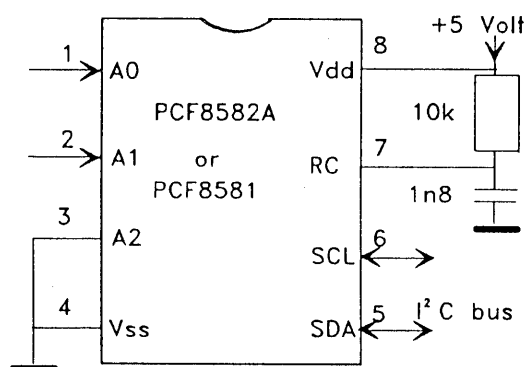 +5 Volt
1
A0
Vdd
8
PCF8582A
10k
2
A1
or
RC
7
PCF8581
1n8
3
A2
SCL
6
4
Vss
SDA
5
I² C bus